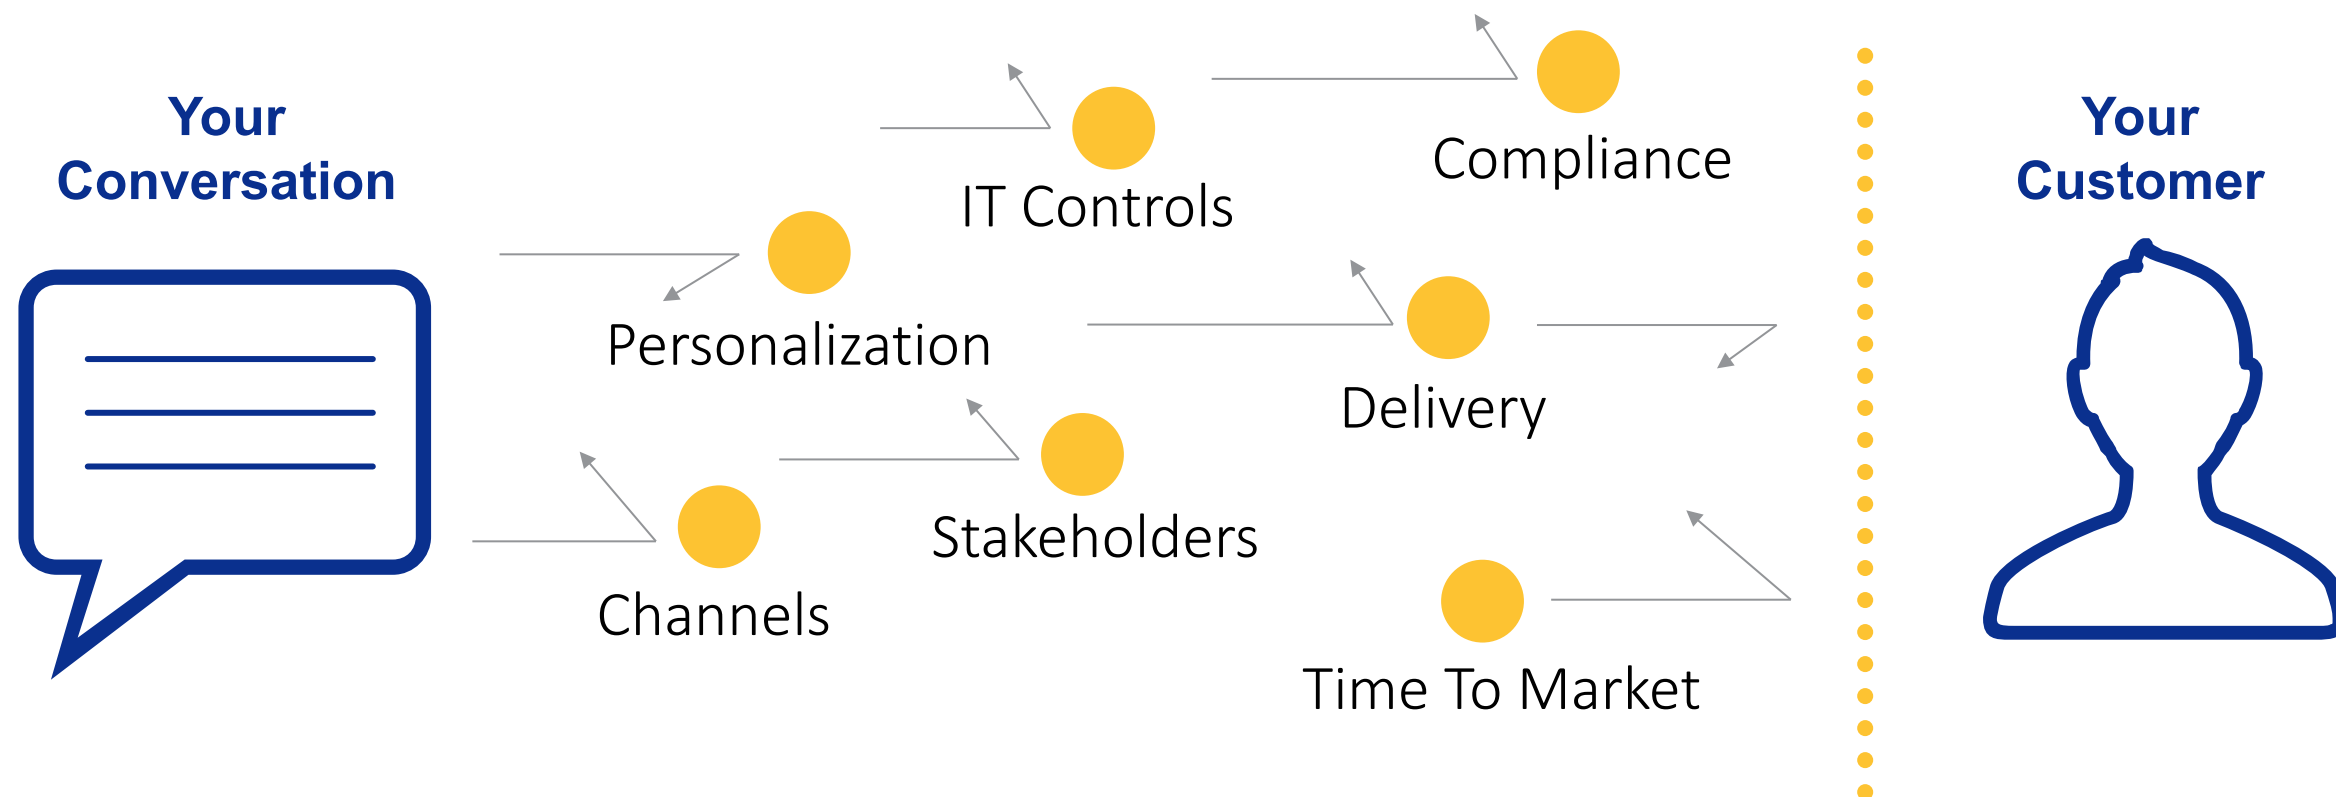 Your
Conversation
Personalization
Channels
IT Controls
Stakeholders
Compliance
Delivery
Time To Market
Your
Customer